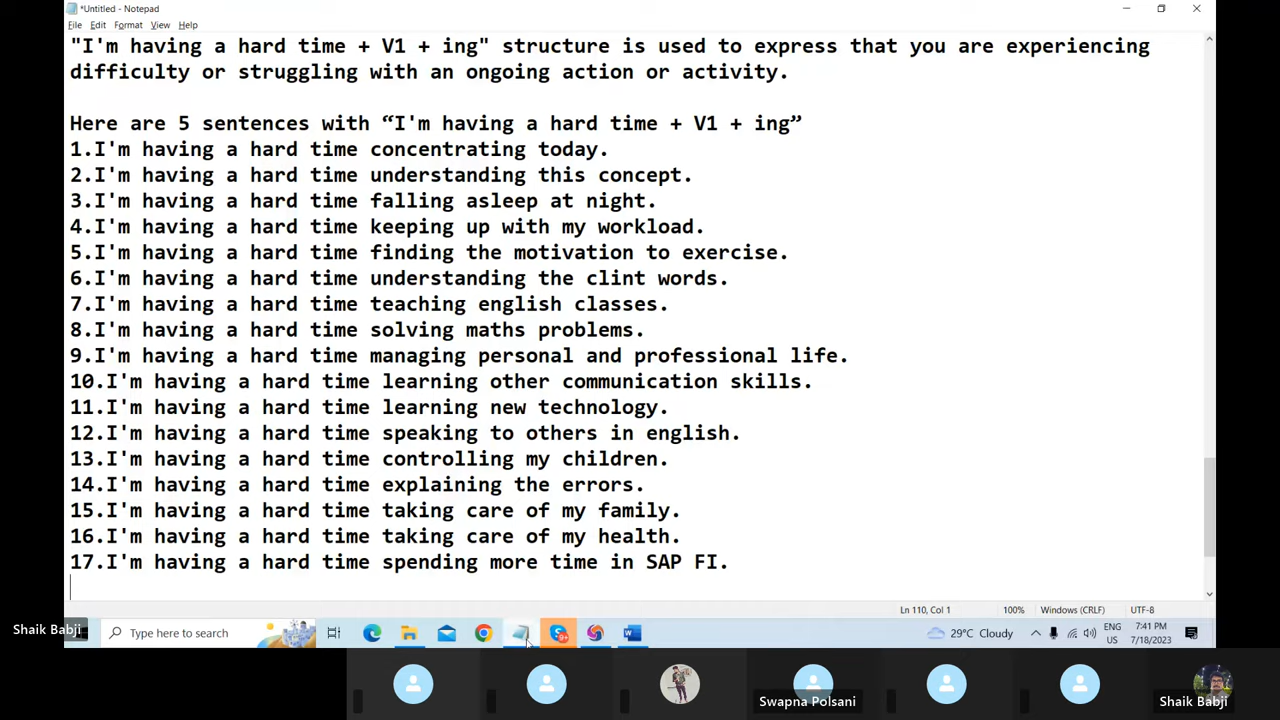 *Untitled - Notepad
File Edit Format View Help
"I'm having a hard time + V1 + ing" structure is used to express that you are experiencing
difficulty or struggling with an ongoing action or activity.
Here are 5 sentences with “I'm having a hard time + V1 + ing”
1.I'm having a hard time concentrating today.
2.I'm having a hard time understanding this concept.
3.I'm having a hard time falling asleep at night.
4.I'm having a hard time keeping up with my workload.
5.I'm having a hard time finding the motivation to exercise.
6.I'm having a hard time understanding the clint words.
7.I'm having a hard time teaching english classes.
8.I'm having a hard time solving maths problems.
9.I'm having a hard time managing personal and professional life.
10.I'm having a hard time learning other communication skills.
11.I'm having a hard time learning new technology.
12.I'm having a hard time speaking to others in english.
13.I'm having a hard time controlling my children.
14.I'm having a hard time explaining the errors.
15.I'm having a hard time taking care of my family.
16.I'm having a hard time taking care of my health.
17.I'm having a hard time spending more time in SAP FI.
Ln 110, Col 1 100% Windows (CRLF) UTF-8
Shaik Babji
Type here to search
9+
29°C Cloudy
ENG
US
7:41 PM
7/18/2023
Swapna Polsani
Shaik Babji